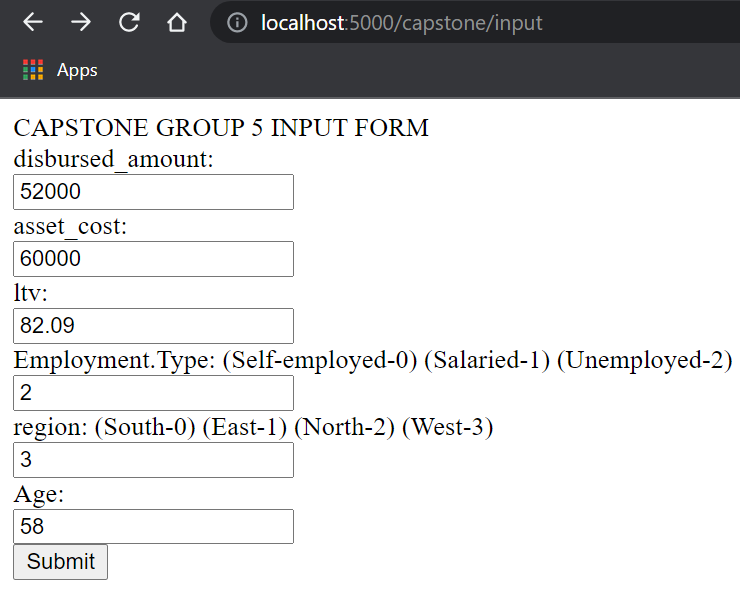 localhost:5000/capstone/input
Apps
CAPSTONE GROUP 5 INPUT FORM
disbursed_amount:
52000
asset_cost:
60000
ltv:
82.09
Employment.Type: (Self-employed-0) (Salaried-1) (Unemployed-2)
2
region: (South-0) (East-1) (North-2) (West-3)
3
Age:
58
Submit